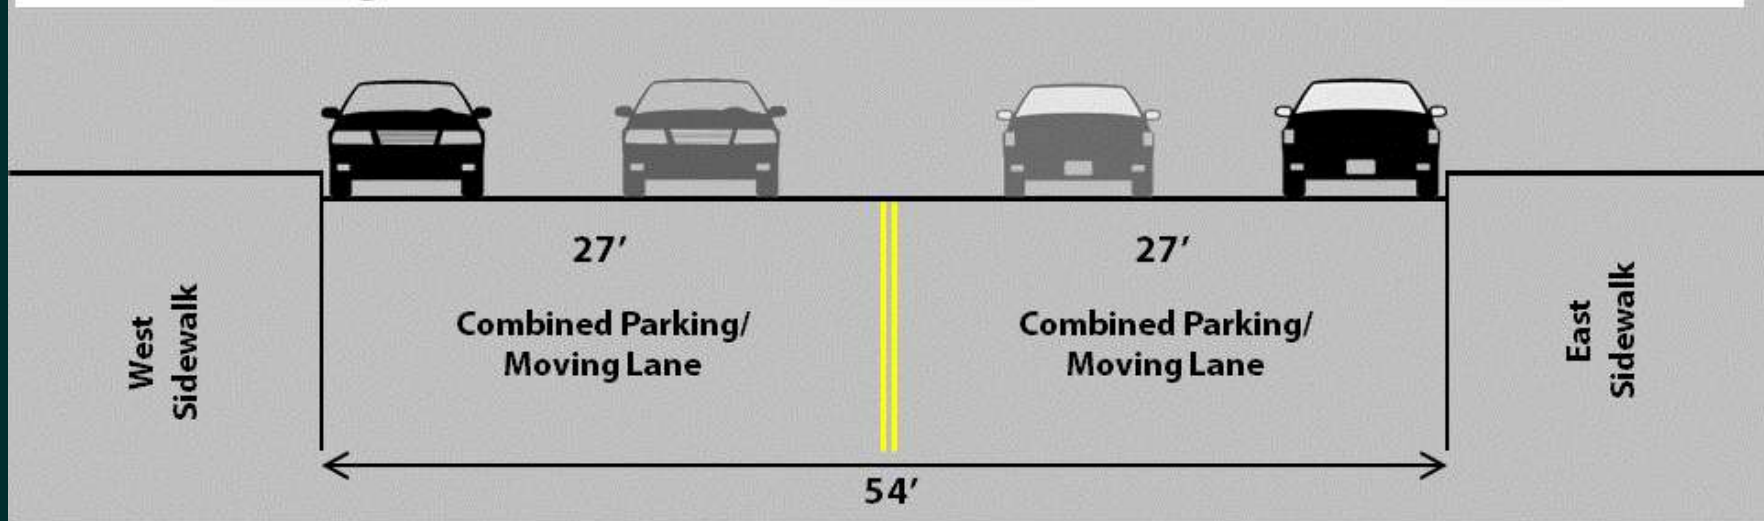 27’
Combined Parking/
Moving Lane
27’
Combined Parking/
Moving Lane
West
Sidewalk
East
Sidewalk
54’